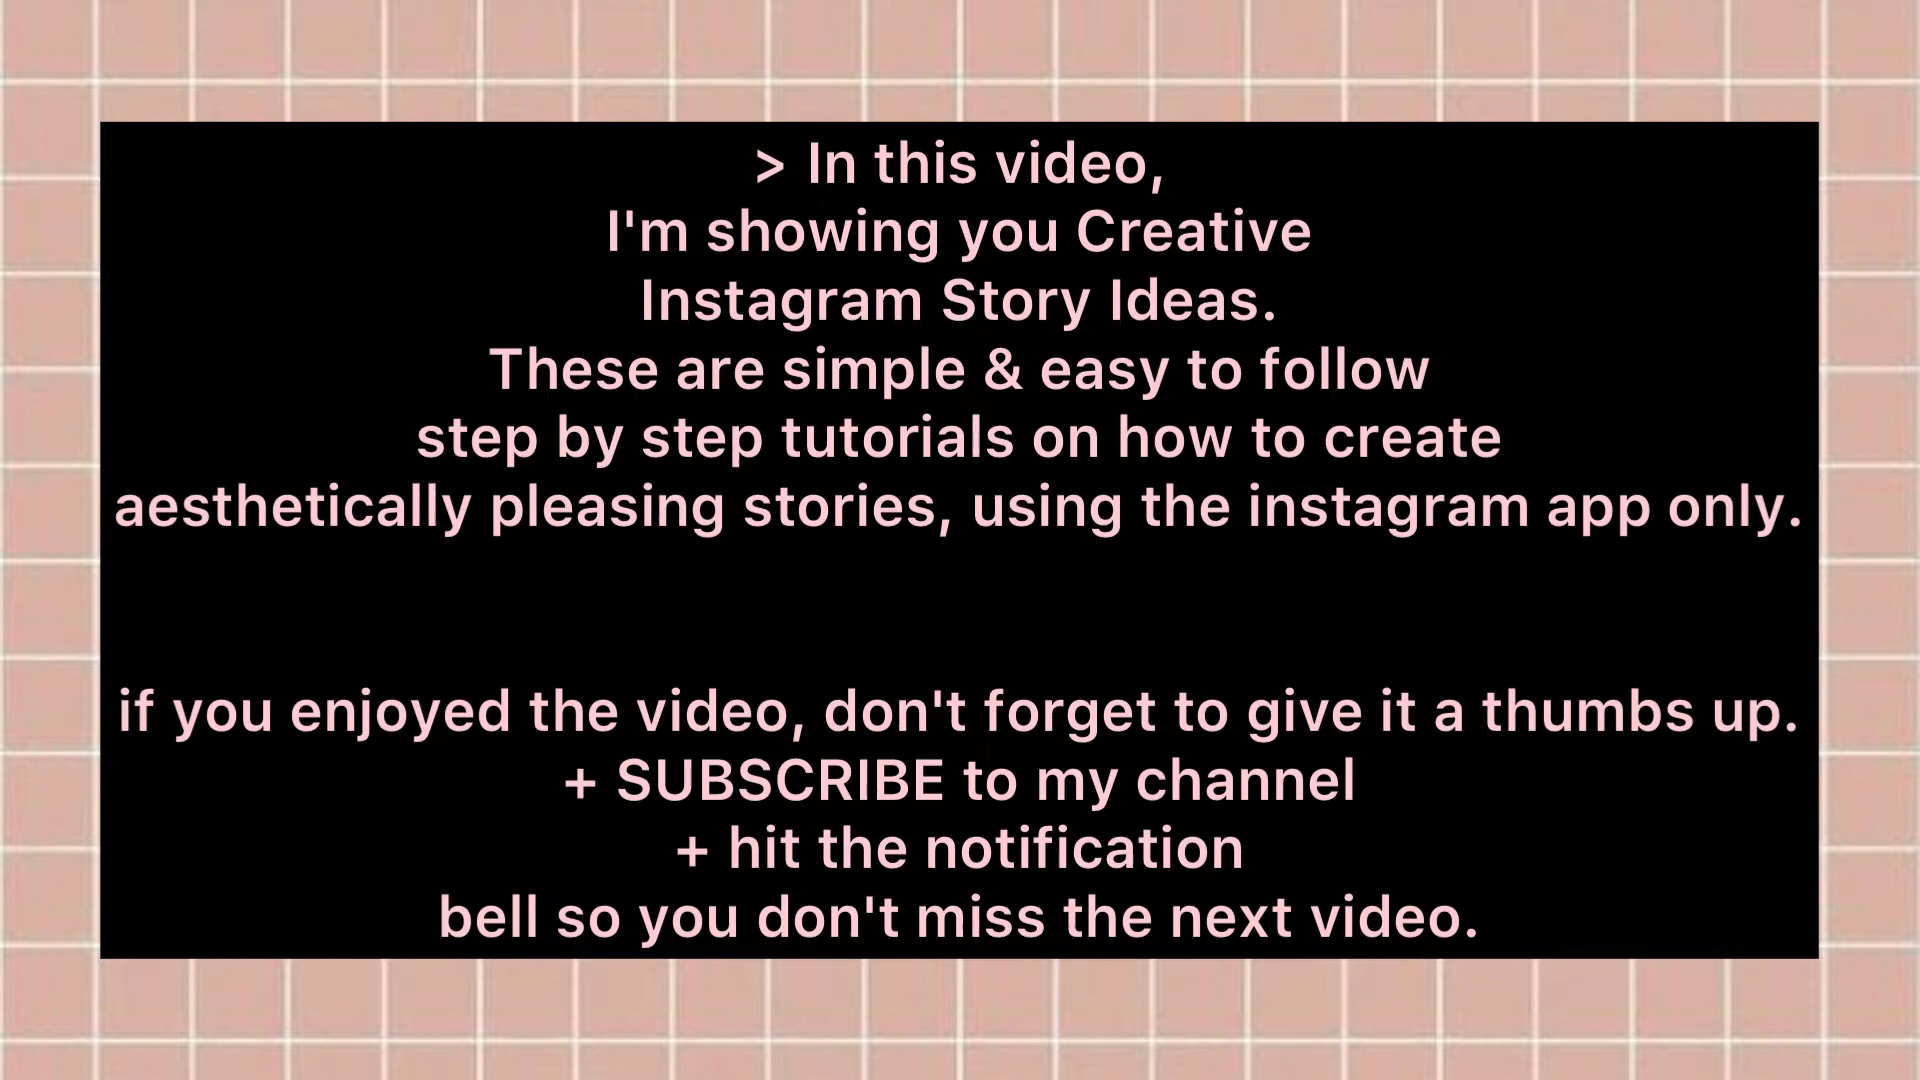 > In this video,
I'm showing you Creative
Instagram Story Ideas.
These are simple & easy to follow
step by step tutorials on how to create
aesthetically pleasing stories, using the instagram app only.
if you enjoyed the video, don't forget to give it a thumbs up.
+ SUBSCRIBE to my channel
+ hit the notification
bell so you don't miss the next video.